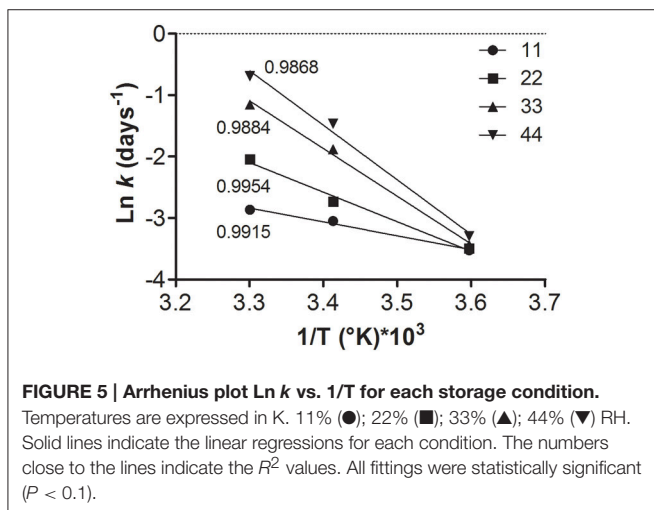 0
-1
-2
-3
-4
Ln k (days⁻¹)
3.2 3.3 3.4 3.5 3.6 3.7
1/T (°K)*10³
0.9868
0.9884
0.9954
0.9915
● 11
■ 22
▲ 33
▼ 44
FIGURE 5 | Arrhenius plot Ln k vs. 1/T for each storage condition.
Temperatures are expressed in K. 11% (●); 22% (■); 33% (▲); 44% (▼) RH.
Solid lines indicate the linear regressions for each condition. The numbers
close to the lines indicate the R² values. All fittings were statistically significant
(P < 0.1).